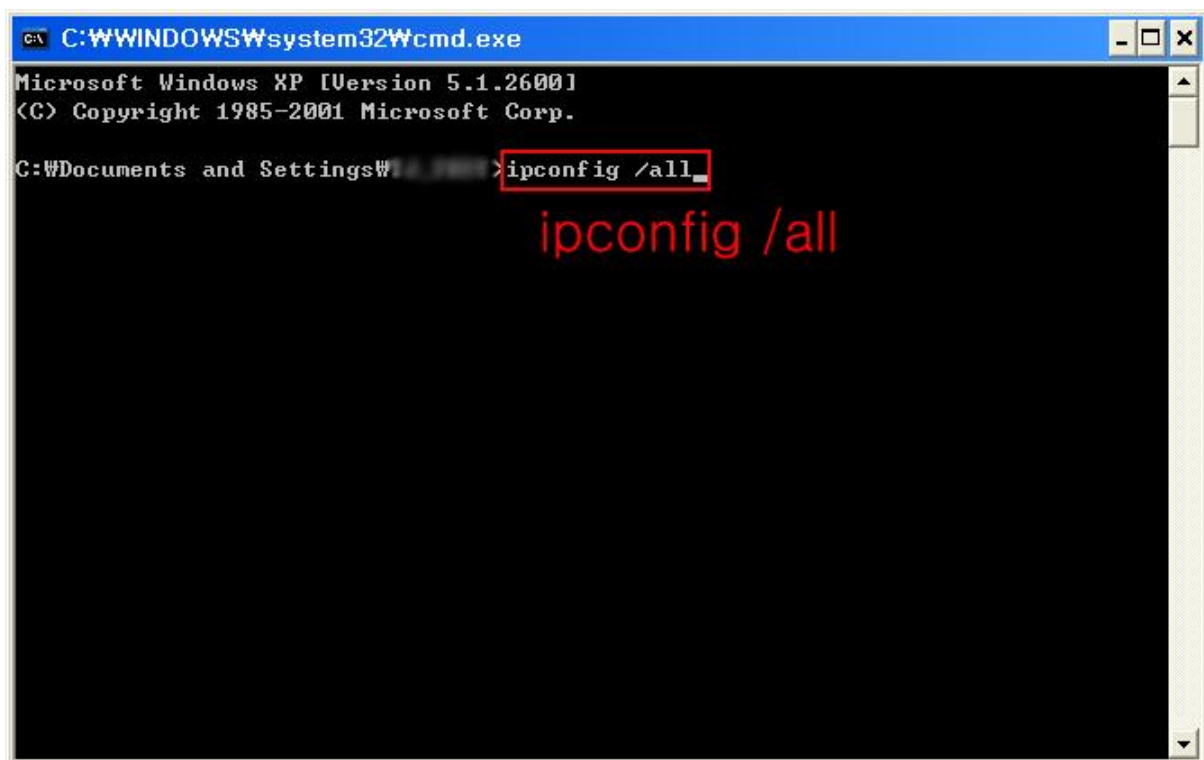 C:₩WINDOWS₩system32₩cmd.exe
Microsoft Windows XP [Version 5.1.2600]
(C) Copyright 1985-2001 Microsoft Corp.
C:₩Documents and Settings₩ >ipconfig /all_
ipconfig /all